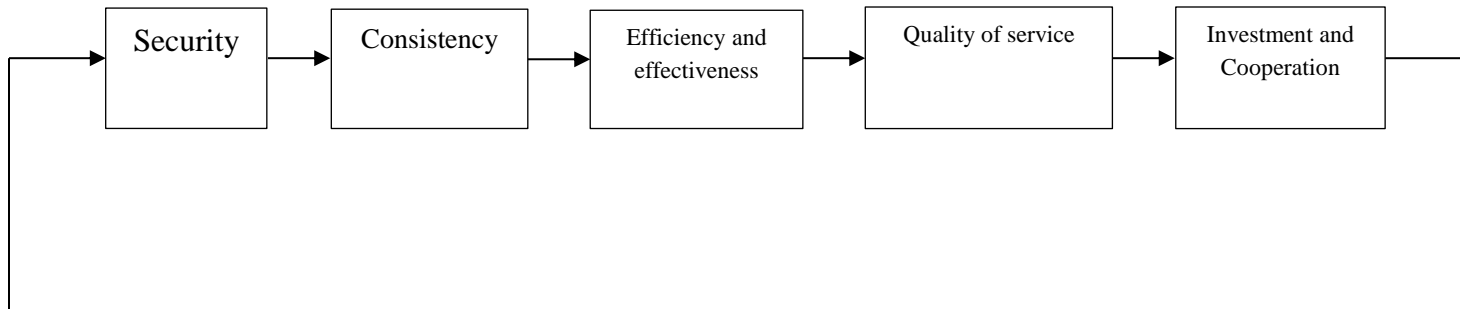 Security
Consistency
Efficiency and
effectiveness
Quality of service
Investment and
Cooperation